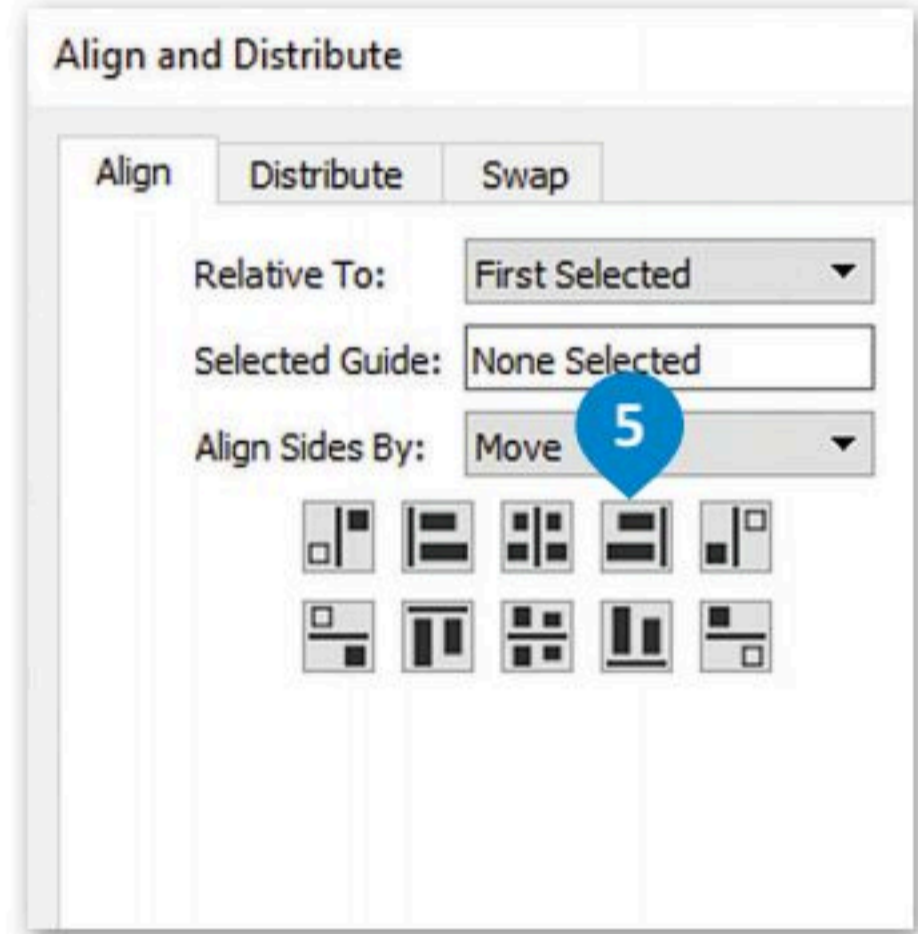 Align and Distribute
Align Distribute Swap
Relative To: First Selected
Selected Guide: None Selected
Align Sides By: Move
5